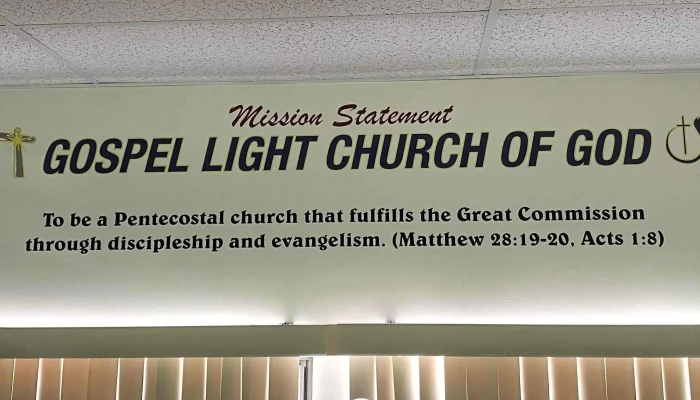 Mission Statement
GOSPEL LIGHT CHURCH OF GOD
To be a Pentecostal church that fulfills the Great Commission
through discipleship and evangelism. (Matthew 28:19-20, Acts 1:8)